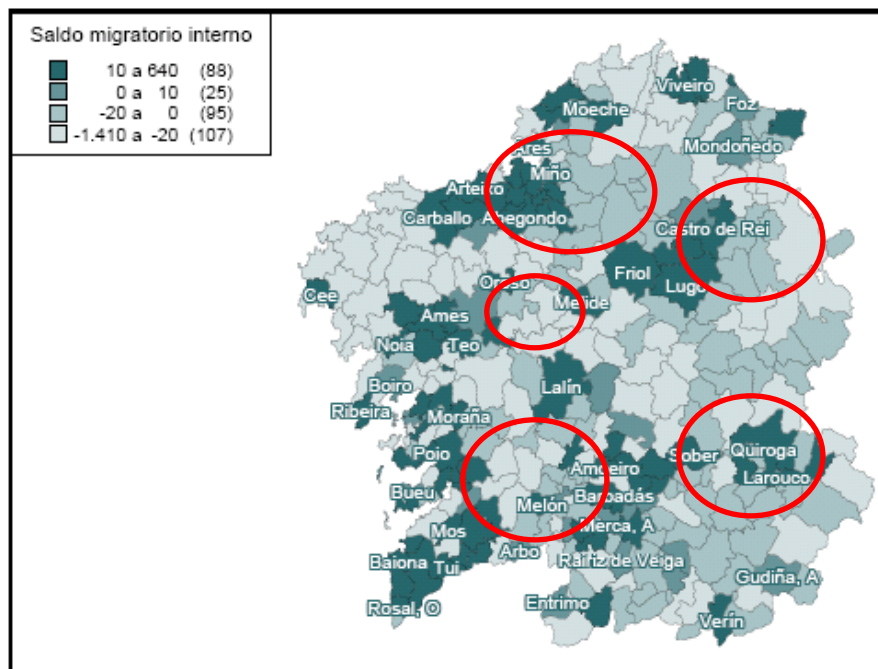 Saldo migratorio interno
10 a 640 (88)
0 a 10 (25)
-20 a 0 (95)
-1.410 a -20 (107)
Viveiro
Moeche
Foz
Mondoñedo
Ares
Miño
Arteixo
Carballo
Abegondo
Castro de Rei
Oroso
Friol
Lugo
Cee
Melide
Ames
Noia
Teo
Lalín
Boiro
Ribeira
Moraña
Poio
Sober
Quiroga
Amoeiro
Larouco
Bueu
Barbadás
Melón
Mos
Merca, A
Arbo
Baiona
Tui
Rairiz de Veiga
Gudiña, A
Rosal, O
Entrimo
Verín